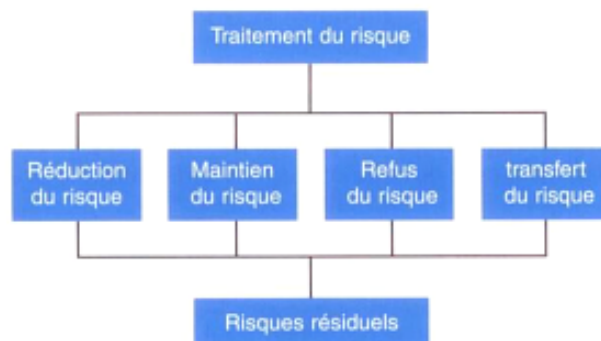 Traitement du risque
Réduction
du risque
Maintien
du risque
Refus
du risque
transfert
du risque
Risques résiduels